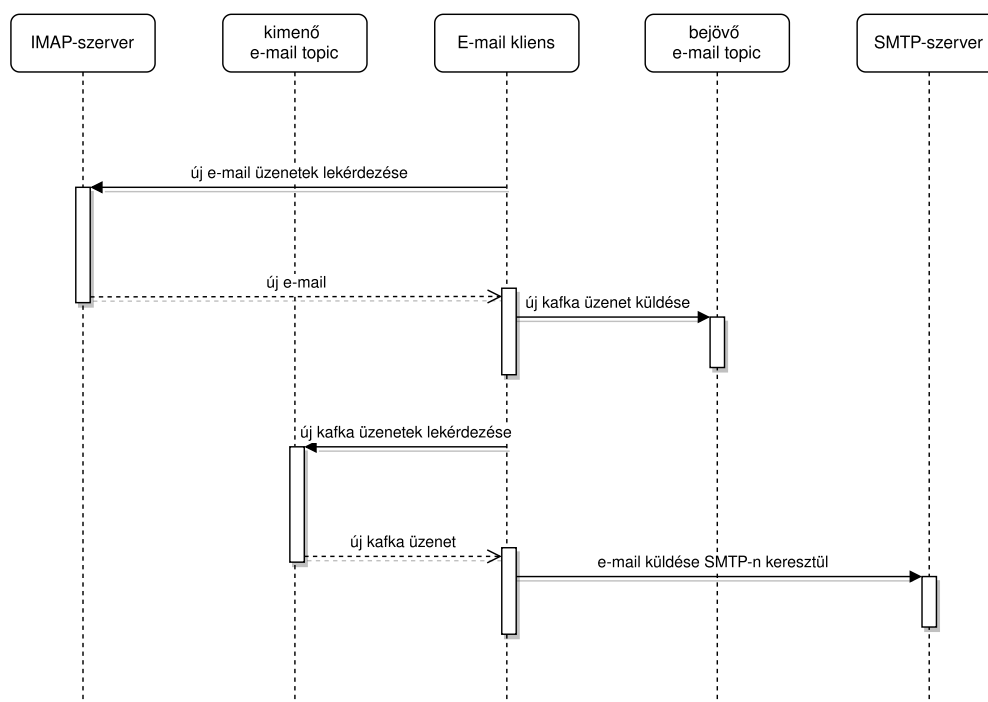 IMAP-szerver
kimenő
e-mail topic
E-mail kliens
bejövő
e-mail topic
SMTP-szerver
új e-mail üzenetek lekérdezése
új e-mail
új kafka üzenet küldése
új kafka üzenetek lekérdezése
új kafka üzenet
e-mail küldése SMTP-n keresztül